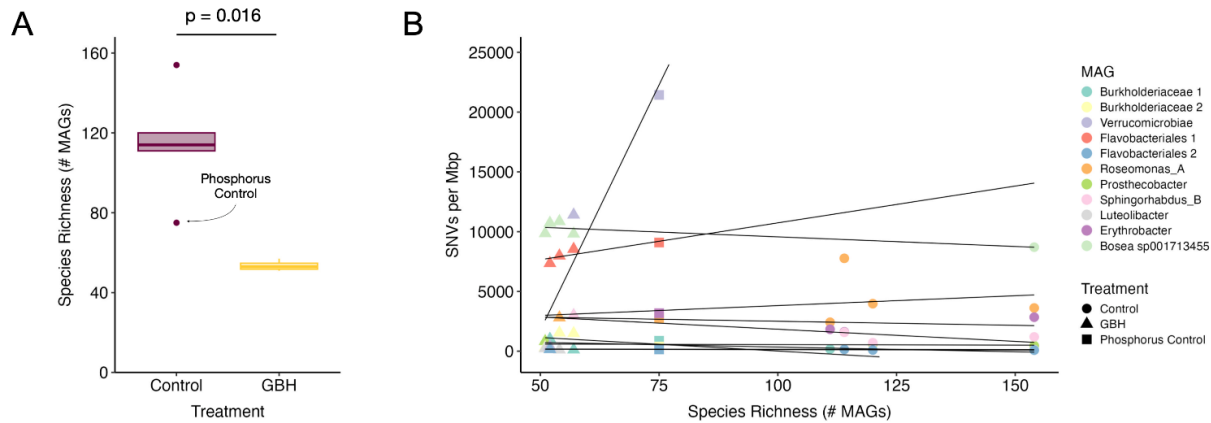 A
p = 0.016
Species Richness (# MAGs)
160
120
80
40
0
Phosphorus
Control
Control
GBH
Treatment
B
SNVs per Mbp
25000
20000
15000
10000
5000
0
50
75
100
125
150
Species Richness (# MAGs)
MAG
Burkholderiaceae 1
Burkholderiaceae 2
Verrucomicrobiae
Flavobacteriales 1
Flavobacteriales 2
Roseomonas_A
Prosthecobacter
Sphingorhabdus_B
Luteolibacter
Erythrobacter
Bosea sp001713455
Treatment
Control
GBH
Phosphorus Control